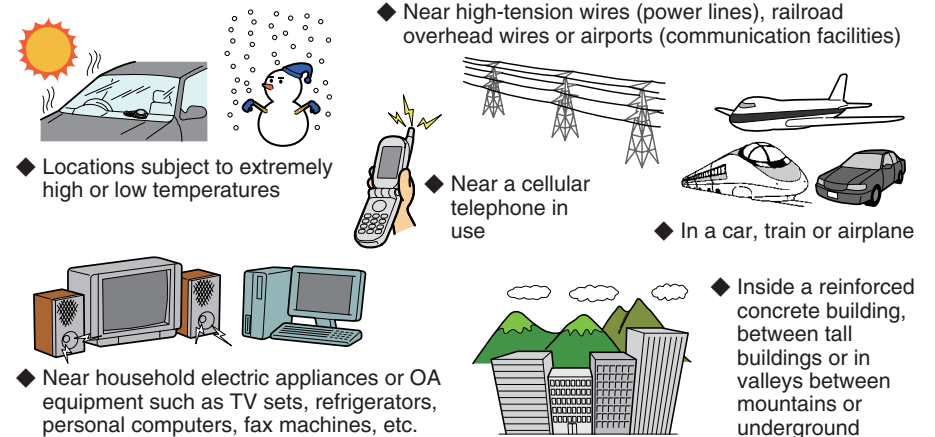 ◆ Near high-tension wires (power lines), railroad
overhead wires or airports (communication facilities)
◆ Locations subject to extremely
high or low temperatures
◆ Near a cellular
telephone in
use
◆ In a car, train or airplane
◆ Near household electric appliances or OA
equipment such as TV sets, refrigerators,
personal computers, fax machines, etc.
◆ Inside a reinforced
concrete building,
between tall
buildings or in
valleys between
mountains or
underground